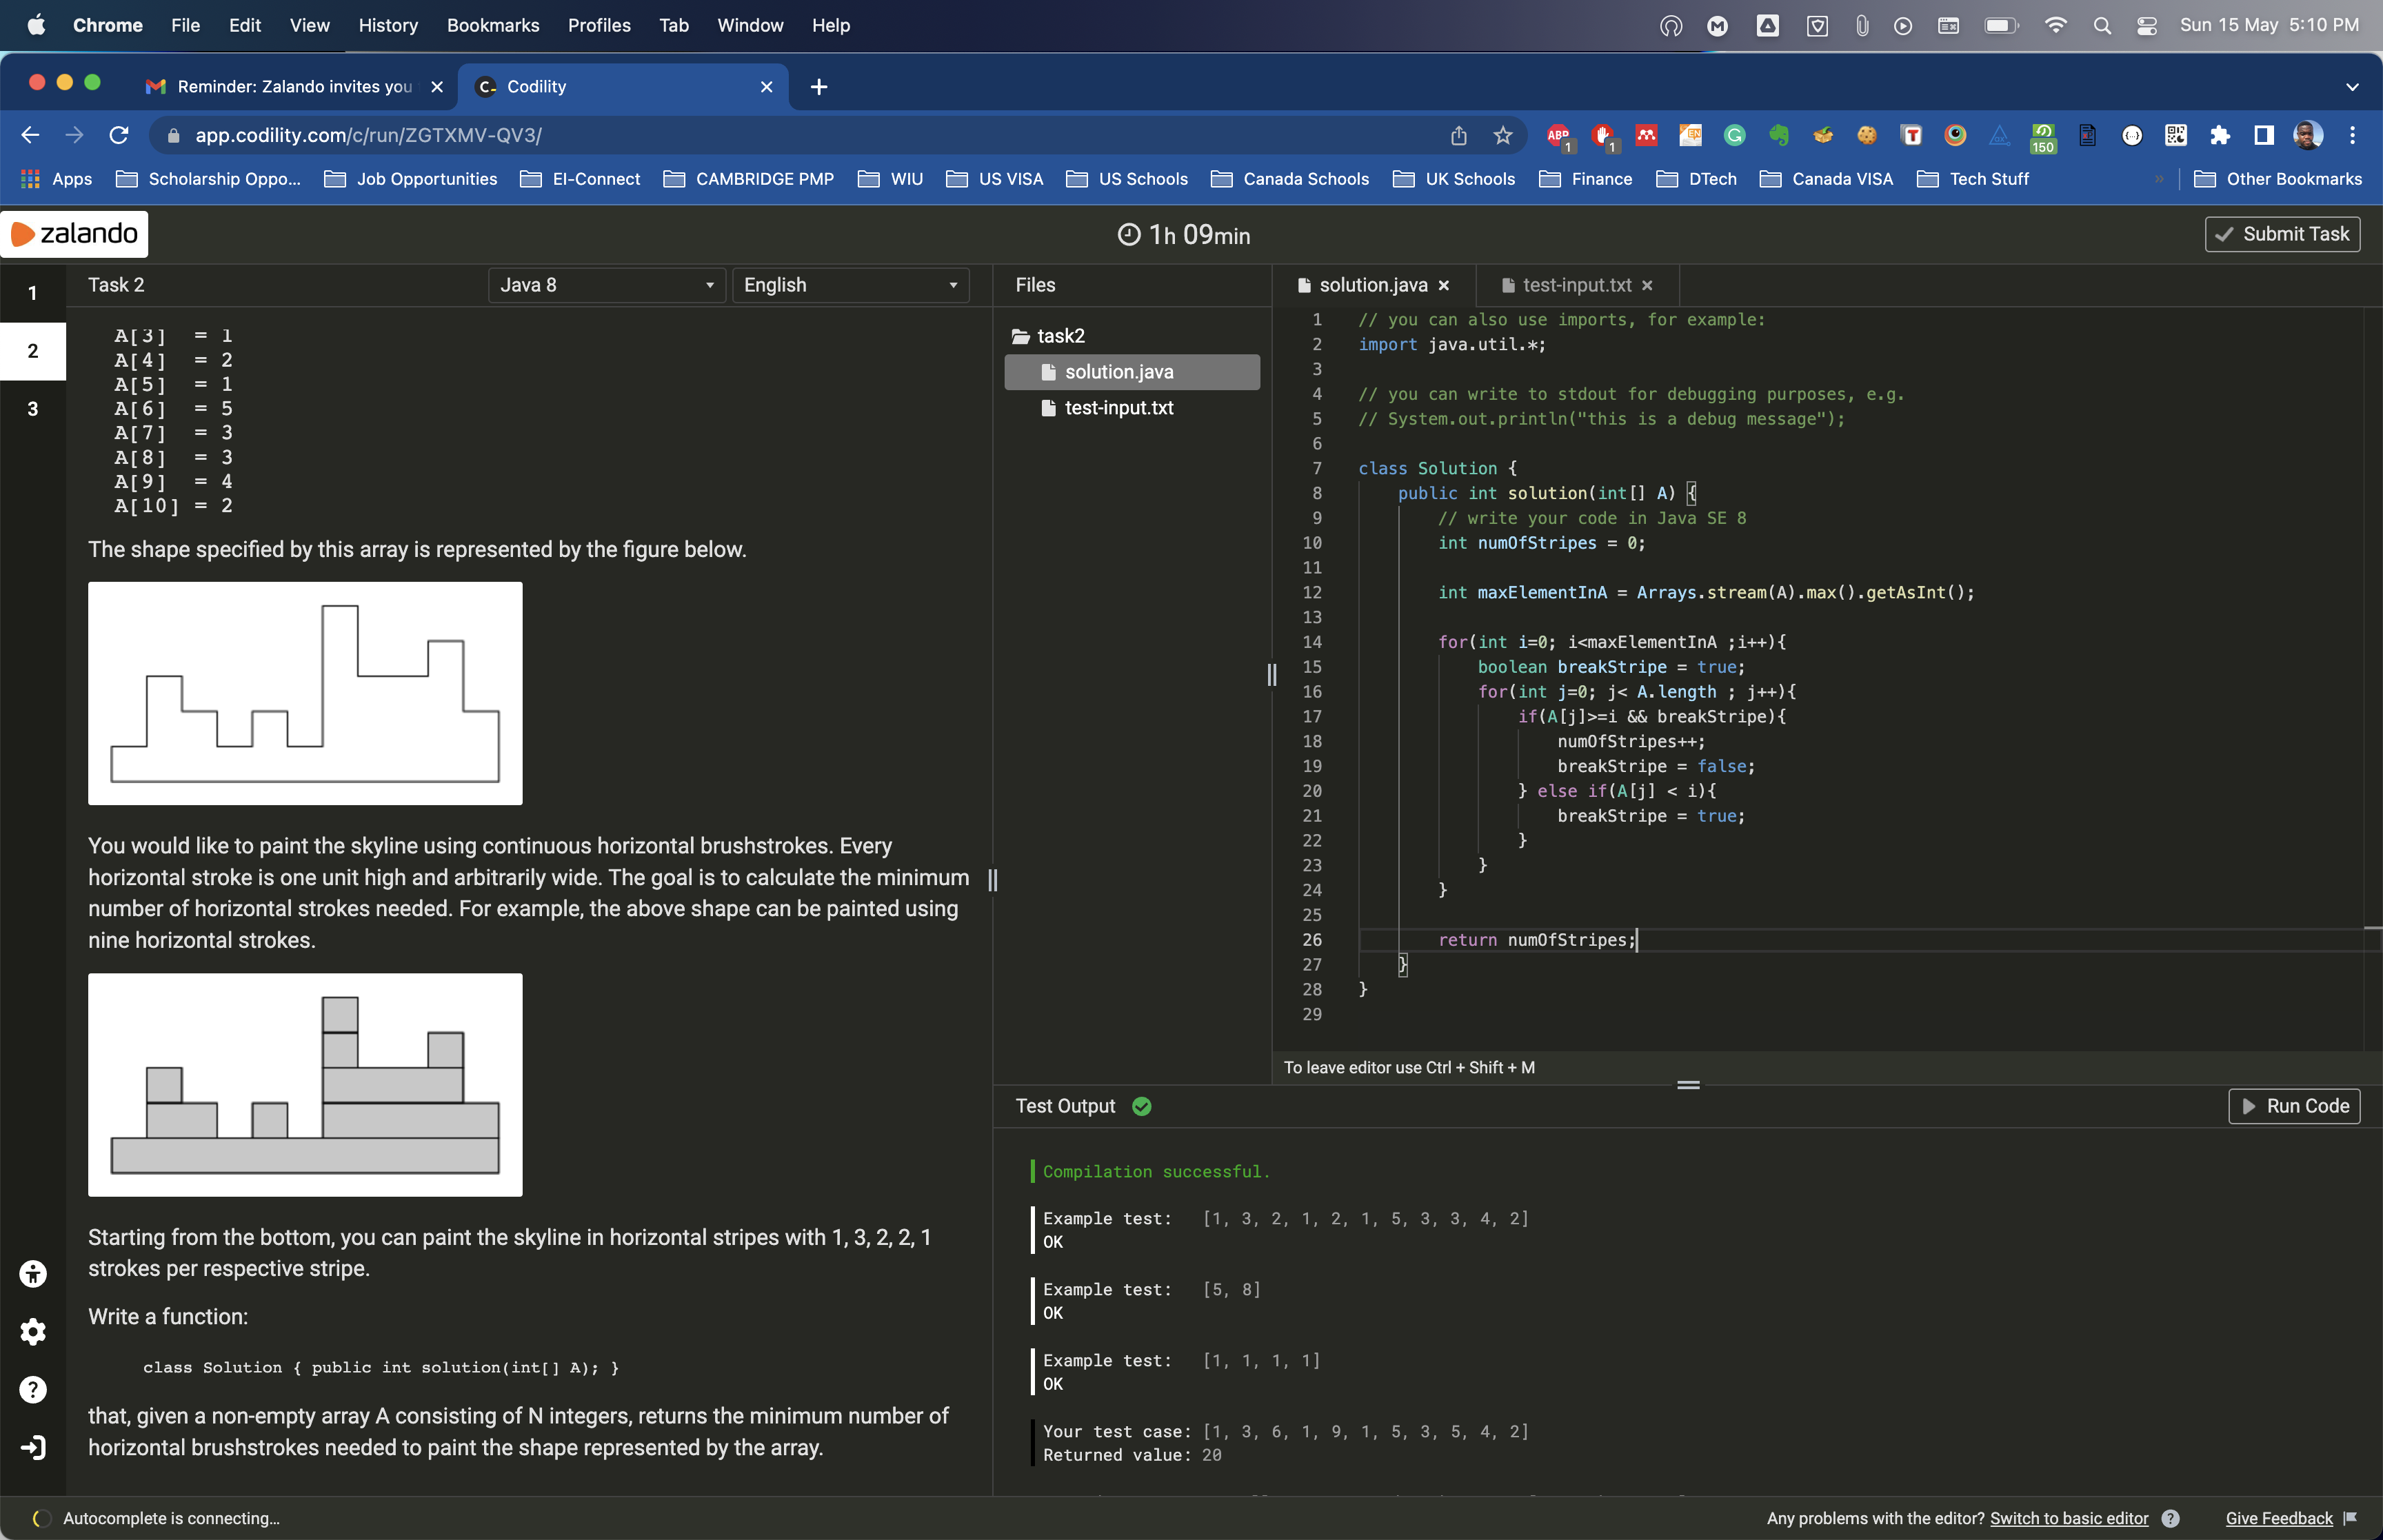 Chrome File Edit View History Bookmarks Profiles Tab Window Help
Sun 15 May 5:10 PM
Reminder: Zalando invites you
Codility
app.codility.com/c/run/ZGTXMV-QV3/
ABP 1 1 EN G T 150
Apps Scholarship Oppo... Job Opportunities EI-Connect CAMBRIDGE PMP WIU US VISA US Schools Canada Schools UK Schools Finance DTech Canada VISA Tech Stuff » Other Bookmarks
zalando
1h 09min
Submit Task
1
2
3
Task 2
Java 8
English
A[3] = 1
A[4] = 2
A[5] = 1
A[6] = 5
A[7] = 3
A[8] = 3
A[9] = 4
A[10] = 2
The shape specified by this array is represented by the figure below.
You would like to paint the skyline using continuous horizontal brushstrokes. Every
horizontal stroke is one unit high and arbitrarily wide. The goal is to calculate the minimum
number of horizontal strokes needed. For example, the above shape can be painted using
nine horizontal strokes.
Starting from the bottom, you can paint the skyline in horizontal stripes with 1, 3, 2, 2, 1
strokes per respective stripe.
Write a function:
class Solution { public int solution(int[] A); }
that, given a non-empty array A consisting of N integers, returns the minimum number of
horizontal brushstrokes needed to paint the shape represented by the array.
Files
task2
solution.java
test-input.txt
solution.java
test-input.txt
1 // you can also use imports, for example:
2 import java.util.*;
3
4 // you can write to stdout for debugging purposes, e.g.
5 // System.out.println("this is a debug message");
6
7 class Solution {
8 public int solution(int[] A) {
9 // write your code in Java SE 8
10 int numOfStripes = 0;
11
12 int maxElementInA = Arrays.stream(A).max().getAsInt();
13
14 for(int i=0; i<maxElementInA ;i++){
15 boolean breakStripe = true;
16 for(int j=0; j< A.length ; j++){
17 if(A[j]>=i && breakStripe){
18 numOfStripes++;
19 breakStripe = false;
20 } else if(A[j] < i){
21 breakStripe = true;
22 }
23 }
24 }
25
26 return numOfStripes;
27 }
28 }
29
To leave editor use Ctrl + Shift + M
Test Output
Run Code
Compilation successful.
Example test: [1, 3, 2, 1, 2, 1, 5, 3, 3, 4, 2]
OK
Example test: [5, 8]
OK
Example test: [1, 1, 1, 1]
OK
Your test case: [1, 3, 6, 1, 9, 1, 5, 3, 5, 4, 2]
Returned value: 20
Autocomplete is connecting...
Any problems with the editor? Switch to basic editor ?
Give Feedback